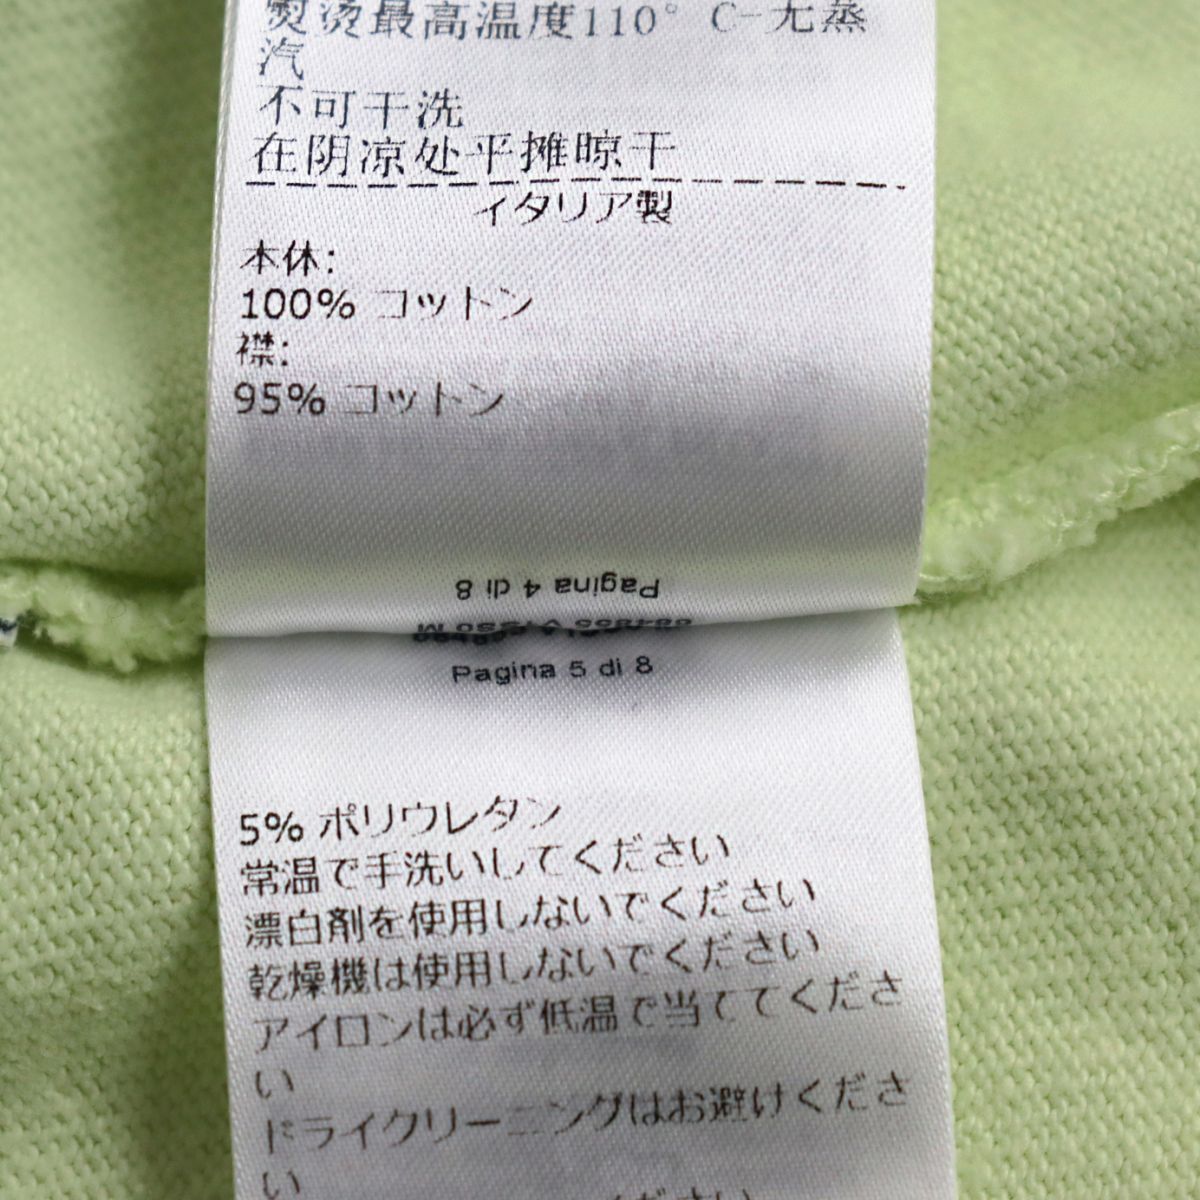 熨烫最高温度110° C-无蒸
汽
不可干洗
在阴凉处平摊晾干
イタリア製
本休:
100% コットン
襟:
95% コットン
Pagina 4 di 8
Pagina 5 di 8
5% ポリウレタン
常温で手洗いしてください
漂白剤を使用しないでください
乾燥機は使用しないでください
アイロンは必ず低温で当ててくださ
い
ドライクリーニングはお避けくださ
い
ください